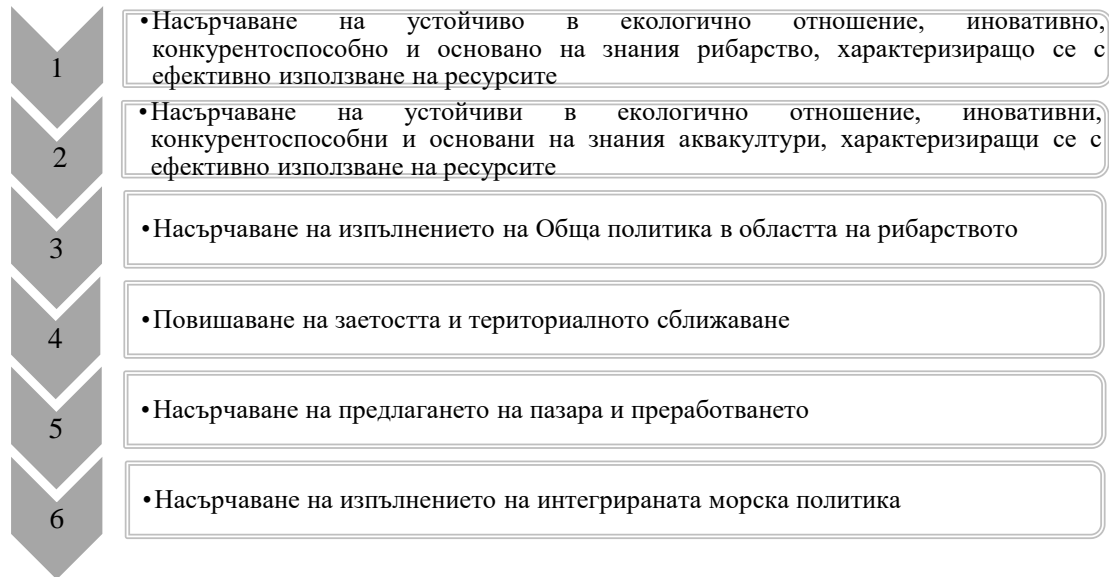 1
•Насърчаване на устойчиво в екологично отношение, иновативно,
конкурентоспособно и основано на знания рибарство, характеризиращо се с
ефективно използване на ресурсите
2
•Насърчаване на устойчиви в екологично отношение, иновативни,
конкурентоспособни и основани на знания аквакултури, характеризиращи се с
ефективно използване на ресурсите
3
•Насърчаване на изпълнението на Обща политика в областта на рибарството
4
•Повишаване на заетостта и териториалното сближаване
5
•Насърчаване на предлагането на пазара и преработването
6
•Насърчаване на изпълнението на интегрираната морска политика